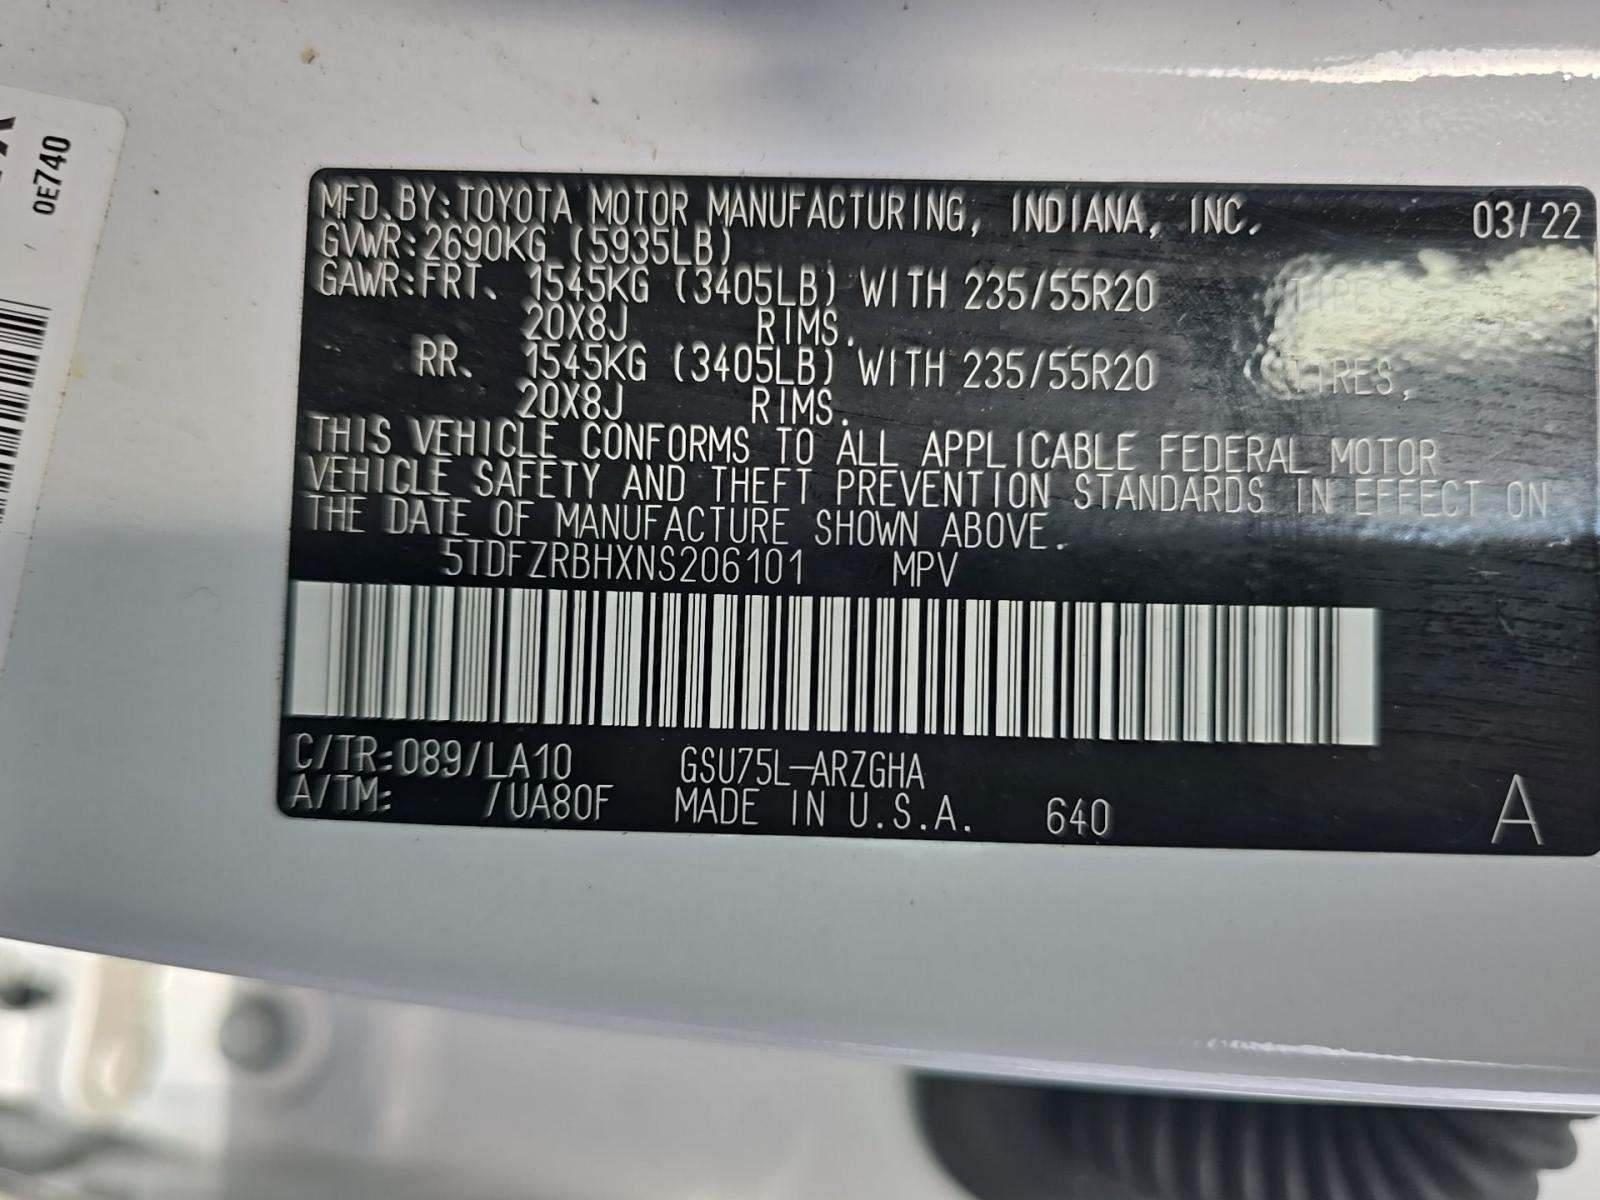 0E740
MFD.BY:TOYOTA MOTOR MANUFACTURING, INDIANA, INC. 03/22
GVWR:2690KG (5935LB)
GAWR:FRT. 1545KG (3405LB) WITH 235/55R20 TIRES,
20X8J RIMS.
RR. 1545KG (3405LB) WITH 235/55R20 TIRES,
20X8J RIMS.
THIS VEHICLE CONFORMS TO ALL APPLICABLE FEDERAL MOTOR
VEHICLE SAFETY AND THEFT PREVENTION STANDARDS IN EFFECT ON
THE DATE OF MANUFACTURE SHOWN ABOVE.
5TDFZRBHXNS206101 MPV
C/TR:089/LA10 GSU75L-ARZGHA
A/TM: /UA80F MADE IN U.S.A. 640 A